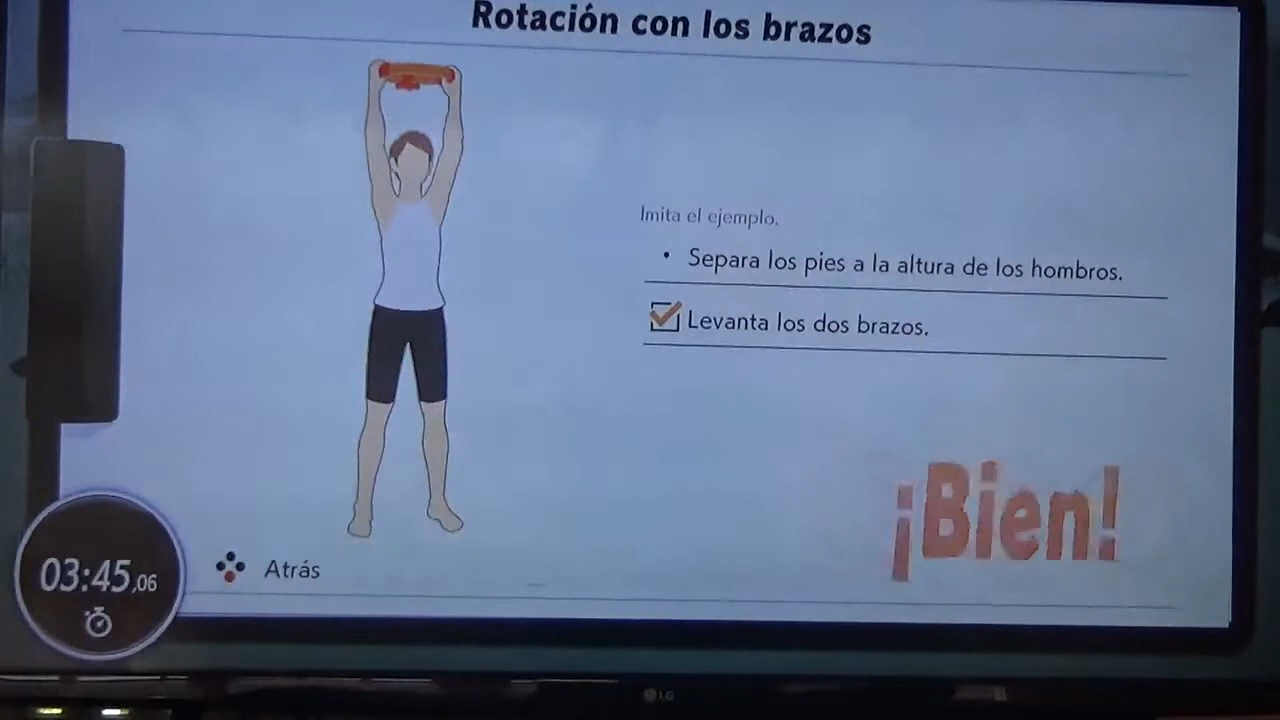 Rotación con los brazos
Imita el ejemplo.
• Separa los pies a la altura de los hombros.
Levanta los dos brazos.
¡Bien!
03:45,06
Atrás
LG